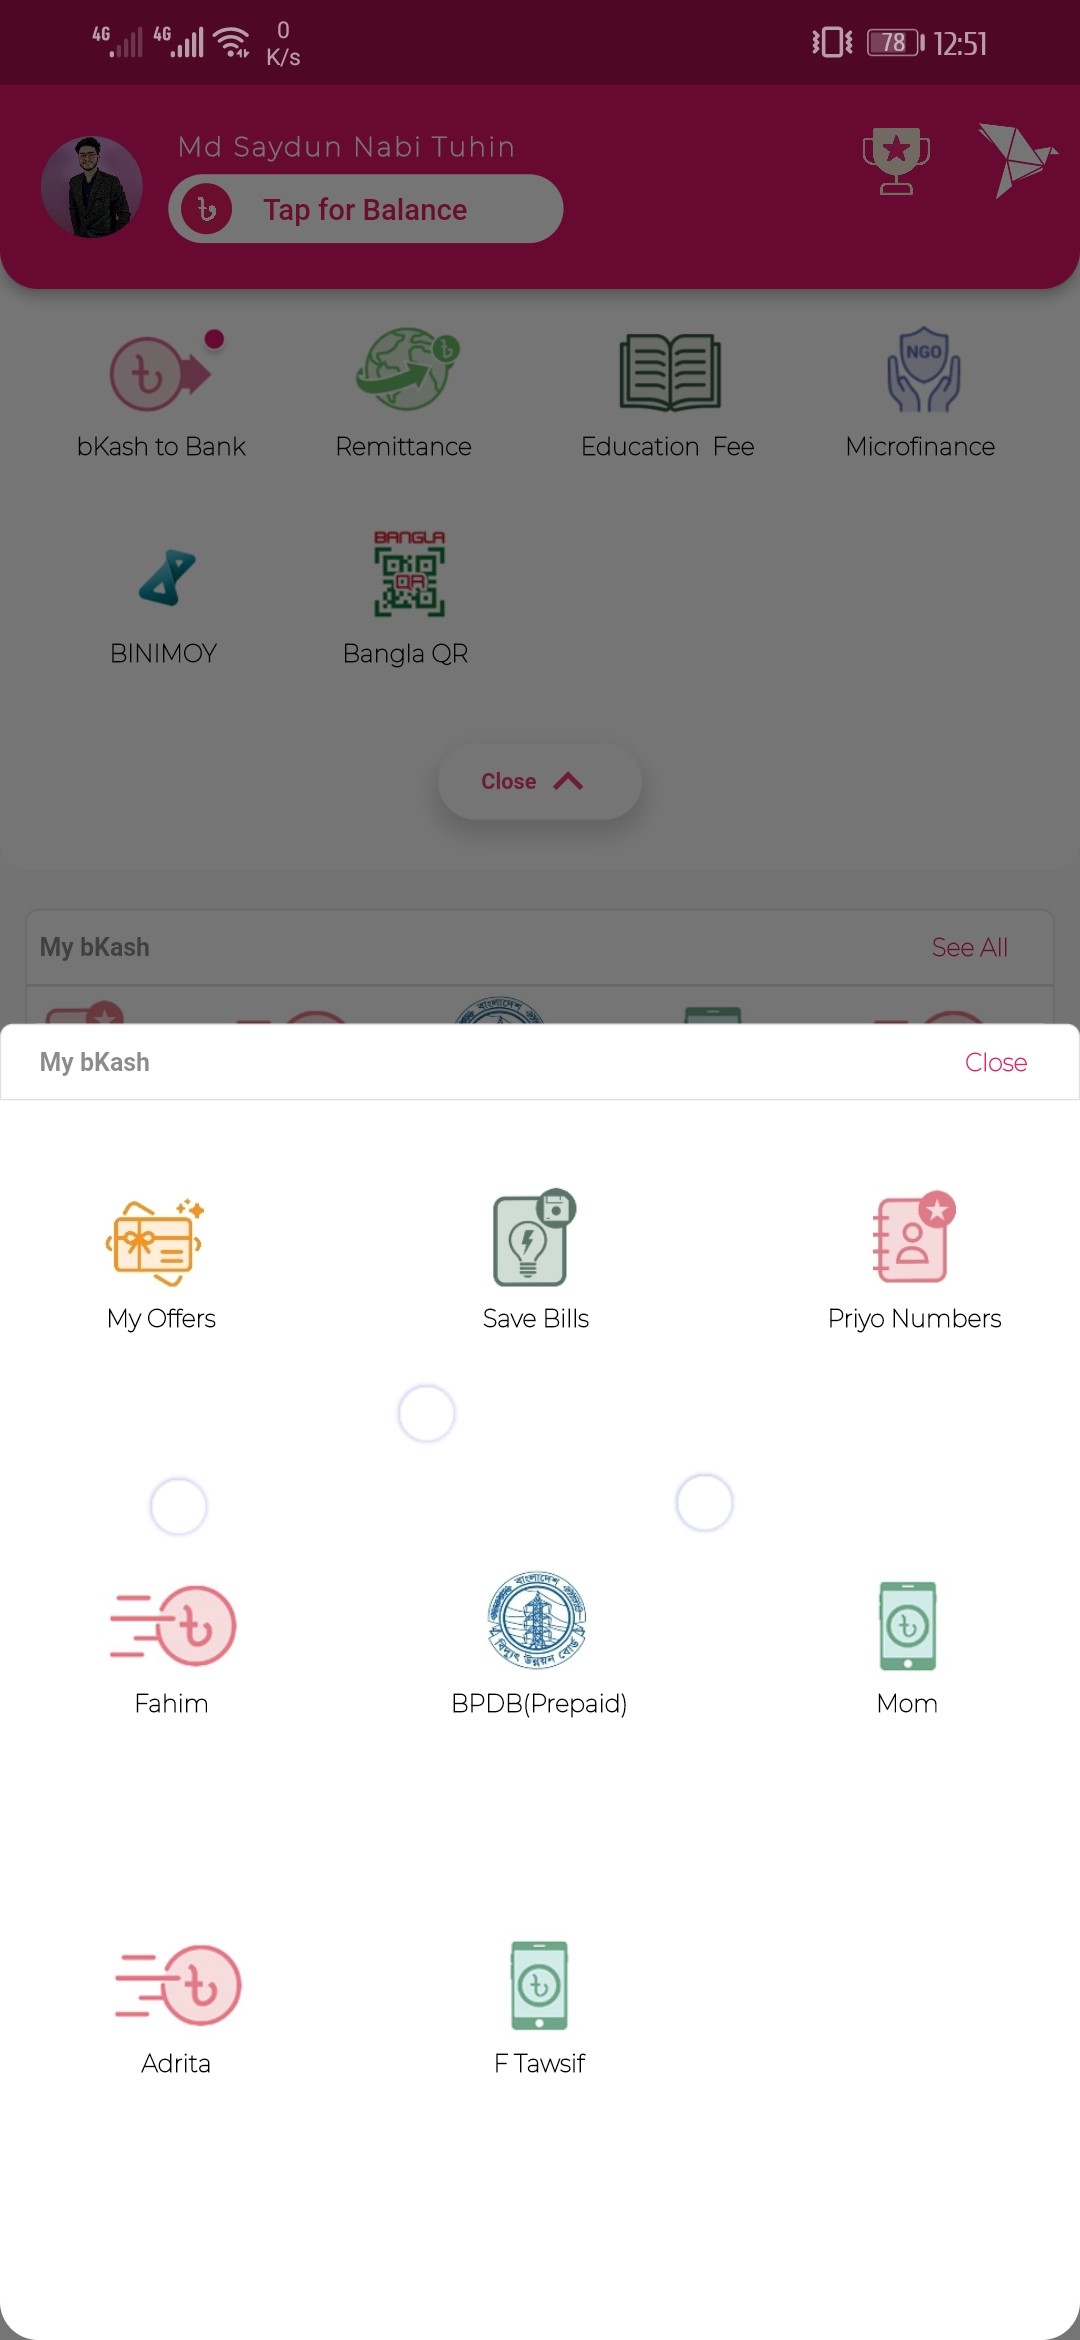 4G 4G 0 K/s 78 12:51
Md Saydun Nabi Tuhin
৳ Tap for Balance
bKash to Bank Remittance Education Fee Microfinance
NGO
BANGLA
QR
BINIMOY Bangla QR
Close
My bKash See All
বাংলাদেশ
My bKash Close
My Offers Save Bills Priyo Numbers
বাংলাদেশ
বিদ্যুৎ উন্নয়ন বোর্ড
Fahim BPDB(Prepaid) Mom
Adrita F Tawsif